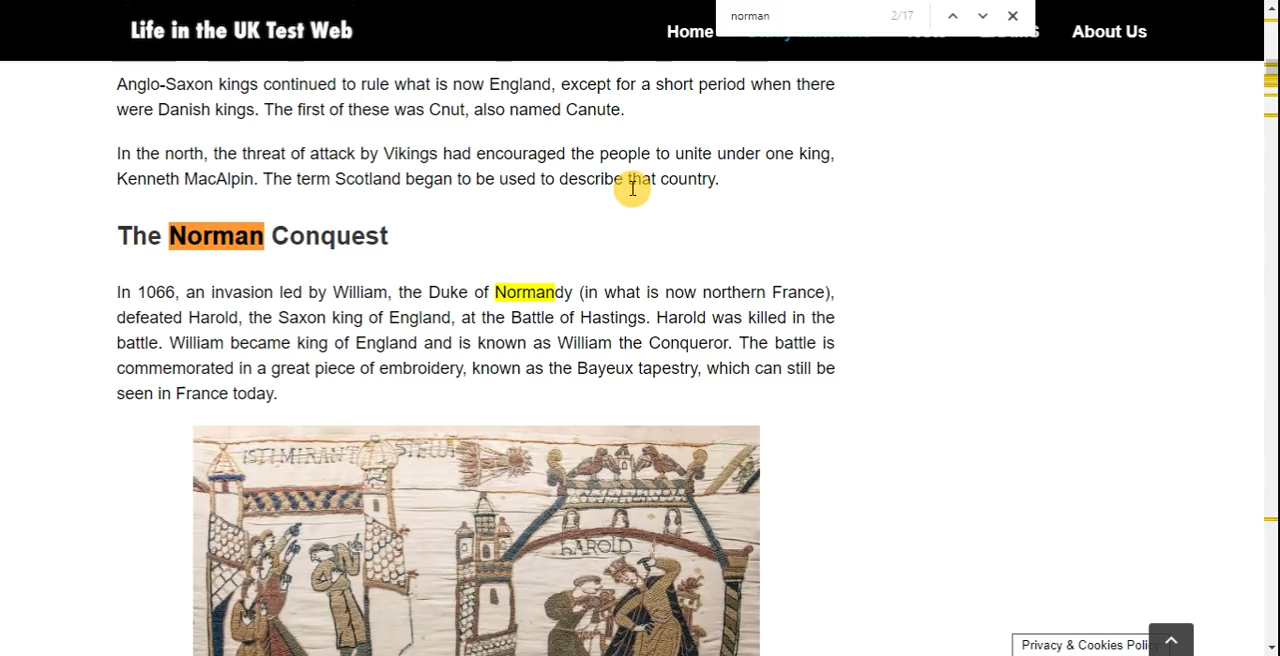 norman 2/17
Life in the UK Test Web
Home
About Us
Anglo-Saxon kings continued to rule what is now England, except for a short period when there
were Danish kings. The first of these was Cnut, also named Canute.
In the north, the threat of attack by Vikings had encouraged the people to unite under one king,
Kenneth MacAlpin. The term Scotland began to be used to describe that country.
The Norman Conquest
In 1066, an invasion led by William, the Duke of Normandy (in what is now northern France),
defeated Harold, the Saxon king of England, at the Battle of Hastings. Harold was killed in the
battle. William became king of England and is known as William the Conqueror. The battle is
commemorated in a great piece of embroidery, known as the Bayeux tapestry, which can still be
seen in France today.
ISTI MIRANT STELLA
HAROLD
Privacy & Cookies Policy